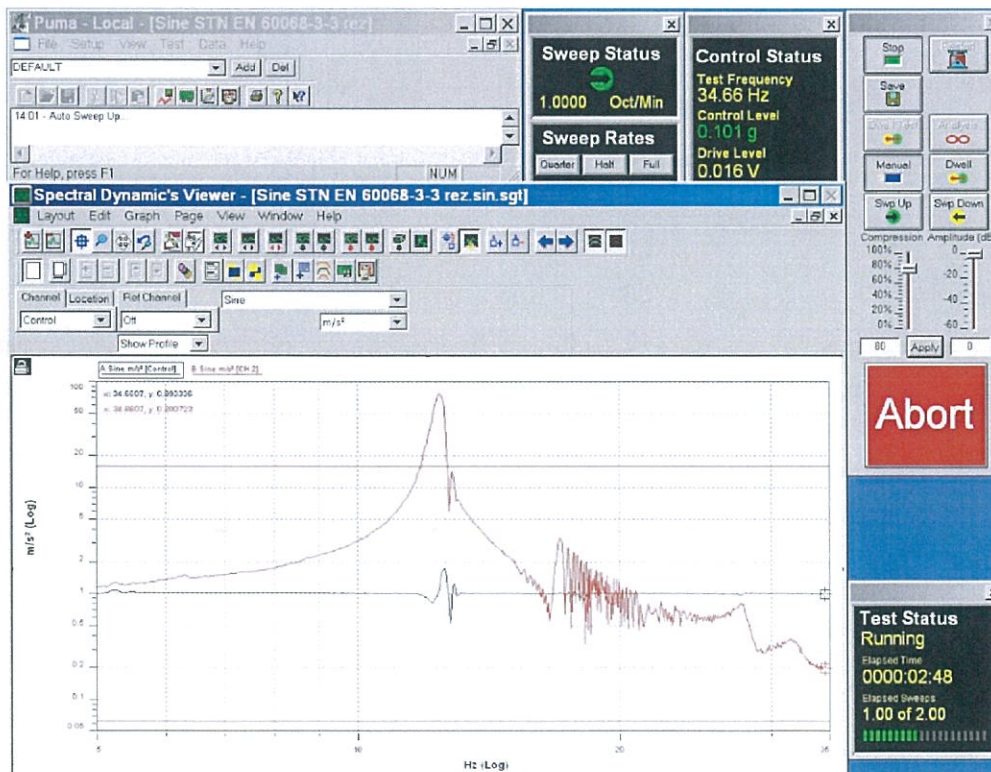 Puma - Local - [Sine STN EN 60068-3-3 rez]
File Setup View Test Data Help
DEFAULT
Add
Del
14:01 - Auto Sweep Up...
For Help, press F1
NUM
Sweep Status
1.0000 Oct/Min
Sweep Rates
Quarter
Half
Full
Control Status
Test Frequency
34.66 Hz
Control Level
0.101 g
Drive Level
0.016 V
Stop
Save
Analysis
Manual
Dwell
Swp Up
Swp Down
Compression
Amplitude [dB
100%
80%
60%
40%
20%
0%
0
-20
-40
-60
80
Apply
0
Abort
Spectral Dynamic's Viewer - [Sine STN EN 60068-3-3 rez.sin.sgt]
Layout Edit Graph Page View Window Help
Channel
Location
Ref Channel
Sine
Control
Off
m/s²
Show Profile
A: Sine m/s² [Control]
B: Sine m/s² [CH 2]
100
50
20
10
5
2
1
0.5
0.2
0.1
0.05
m/s² (Log)
5
10
20
35
Hz (Log)
Test Status
Running
Elapsed Time
0000:02:48
Elapsed Sweeps
1.00 of 2.00